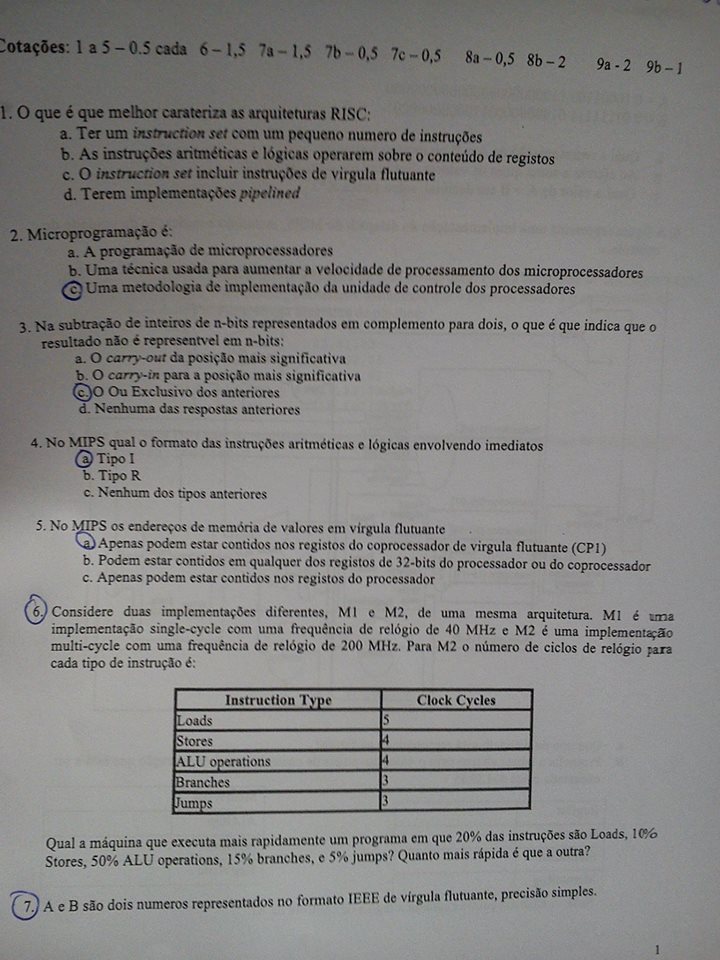 Cotações: 1 a 5 – 0.5 cada 6 – 1,5 7a – 1,5 7b – 0,5 7c – 0,5 8a – 0,5 8b – 2 9a - 2 9b – 1
1. O que é que melhor carateriza as arquiteturas RISC:
a. Ter um instruction set com um pequeno numero de instruções
b. As instruções aritméticas e lógicas operarem sobre o conteúdo de registos
c. O instruction set incluir instruções de virgula flutuante
d. Terem implementações pipelined
2. Microprogramação é:
a. A programação de microprocessadores
b. Uma técnica usada para aumentar a velocidade de processamento dos microprocessadores
c. Uma metodologia de implementação da unidade de controle dos processadores
3. Na subtração de inteiros de n-bits representados em complemento para dois, o que é que indica que o
resultado não é representvel em n-bits:
a. O carry-out da posição mais significativa
b. O carry-in para a posição mais significativa
c. O Ou Exclusivo dos anteriores
d. Nenhuma das respostas anteriores
4. No MIPS qual o formato das instruções aritméticas e lógicas envolvendo imediatos
a. Tipo I
b. Tipo R
c. Nenhum dos tipos anteriores
5. No MIPS os endereços de memória de valores em vírgula flutuante
a. Apenas podem estar contidos nos registos do coprocessador de virgula flutuante (CP1)
b. Podem estar contidos em qualquer dos registos de 32-bits do processador ou do coprocessador
c. Apenas podem estar contidos nos registos do processador
6. Considere duas implementações diferentes, M1 e M2, de uma mesma arquitetura. M1 é uma
implementação single-cycle com uma frequência de relógio de 40 MHz e M2 é uma implementação
multi-cycle com uma frequência de relógio de 200 MHz. Para M2 o número de ciclos de relógio para
cada tipo de instrução é:
Instruction Type Clock Cycles
Loads 5
Stores 4
ALU operations 4
Branches 3
Jumps 3
Qual a máquina que executa mais rapidamente um programa em que 20% das instruções são Loads, 10%
Stores, 50% ALU operations, 15% branches, e 5% jumps? Quanto mais rápida é que a outra?
7. A e B são dois numeros representados no formato IEEE de vírgula flutuante, precisão simples.
1